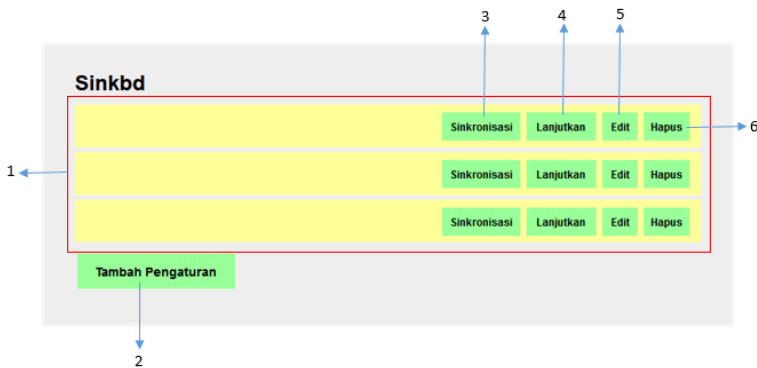 3 4 5
Sinkbd
Sinkronisasi Lanjutkan Edit Hapus 6
1
Sinkronisasi Lanjutkan Edit Hapus
Sinkronisasi Lanjutkan Edit Hapus
Tambah Pengaturan
2